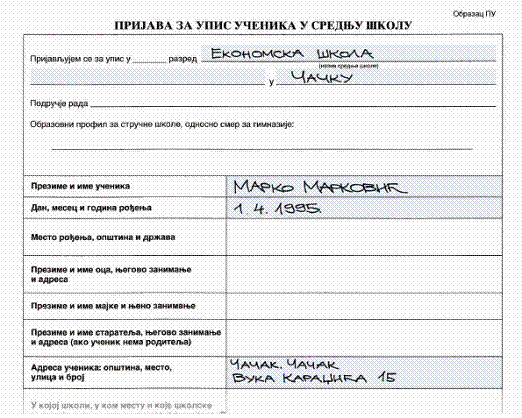 Образац ПУ
ПРИЈАВА ЗА УПИС УЧЕНИКА У СРЕДЊУ ШКОЛУ
Пријављујем се за упис у ______ разред ЕКОНОМСКА ШКОЛА
(назив средње школе)
у ЧАЧКУ
Подручје рада
Образовни профил за стручне школе, односно смер за гимназије:
Презиме и име ученика МАРКО МАРКОВИЋ
Дан, месец и година рођења 1. 4. 1995.
Место рођења, општина и држава
Презиме и име оца, његово занимање
и адреса
Презиме и име мајке и њено занимање
Презиме и име старатеља, његово занимање
и адреса (ако ученик нема родитеља)
Адреса ученика: општина, место, ЧАЧАК, ЧАЧАК
улица и број ВУКА КАРАЏИЋА 15
У којој школи, у ком месту и које школске